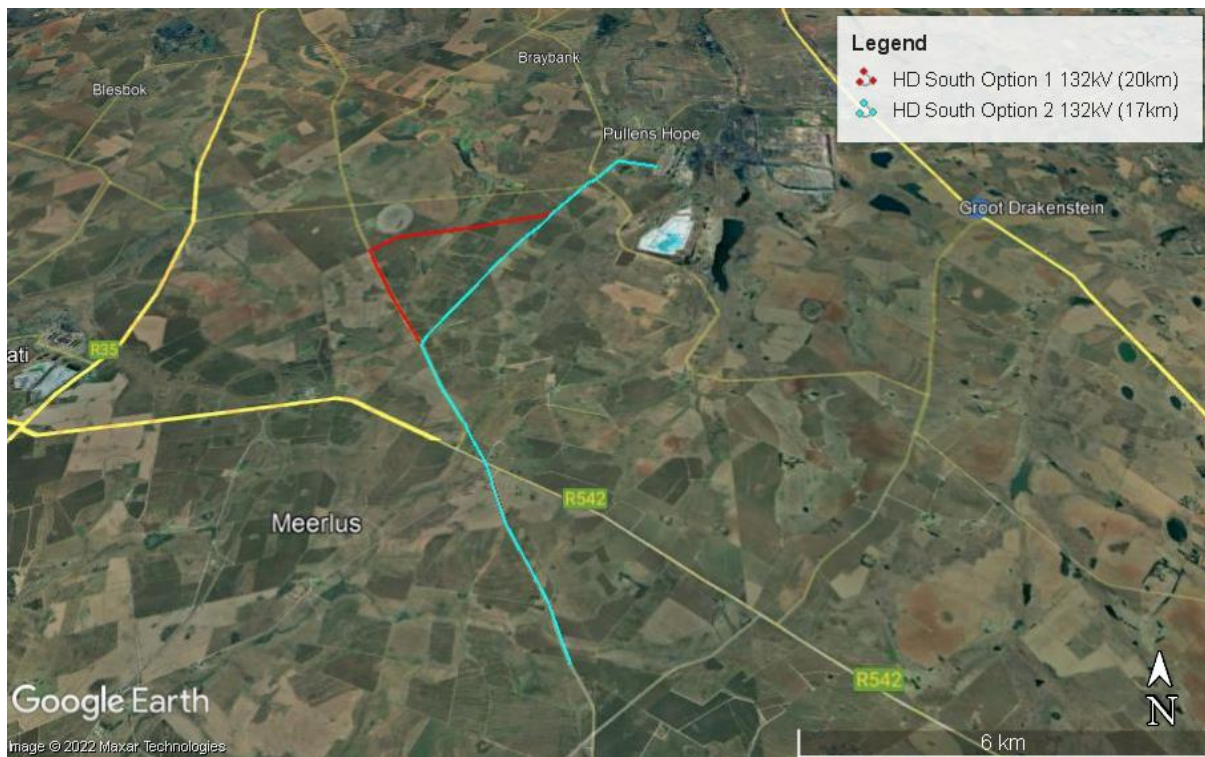 Legend
HD South Option 1 132kV (20km)
HD South Option 2 132kV (17km)
Braybank
Blesbok
Pullens Hope
Groot Drakenstein
ati
R35
R542
Meerlus
R542
Google Earth
Image © 2022 Maxar Technologies
N
6 km